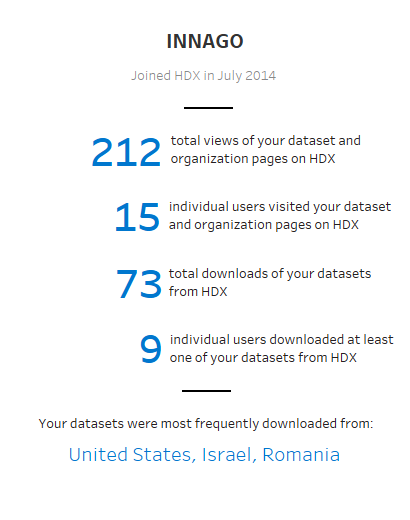 INNAGO
Joined HDX in July 2014
212 total views of your dataset and
organization pages on HDX
15 individual users visited your dataset
and organization pages on HDX
73 total downloads of your datasets
from HDX
9 individual users downloaded at least
one of your datasets from HDX
Your datasets were most frequently downloaded from:
United States, Israel, Romania